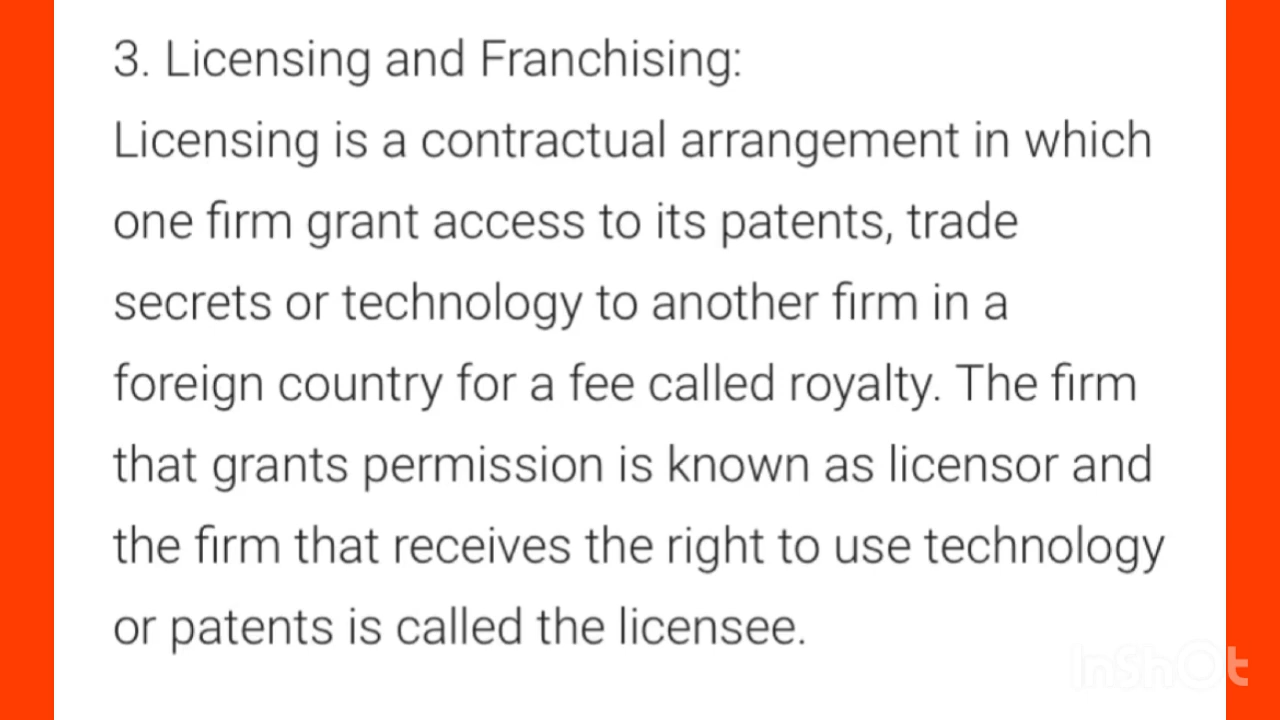 3. Licensing and Franchising:
Licensing is a contractual arrangement in which
one firm grant access to its patents, trade
secrets or technology to another firm in a
foreign country for a fee called royalty. The firm
that grants permission is known as licensor and
the firm that receives the right to use technology
or patents is called the licensee.
InShOt